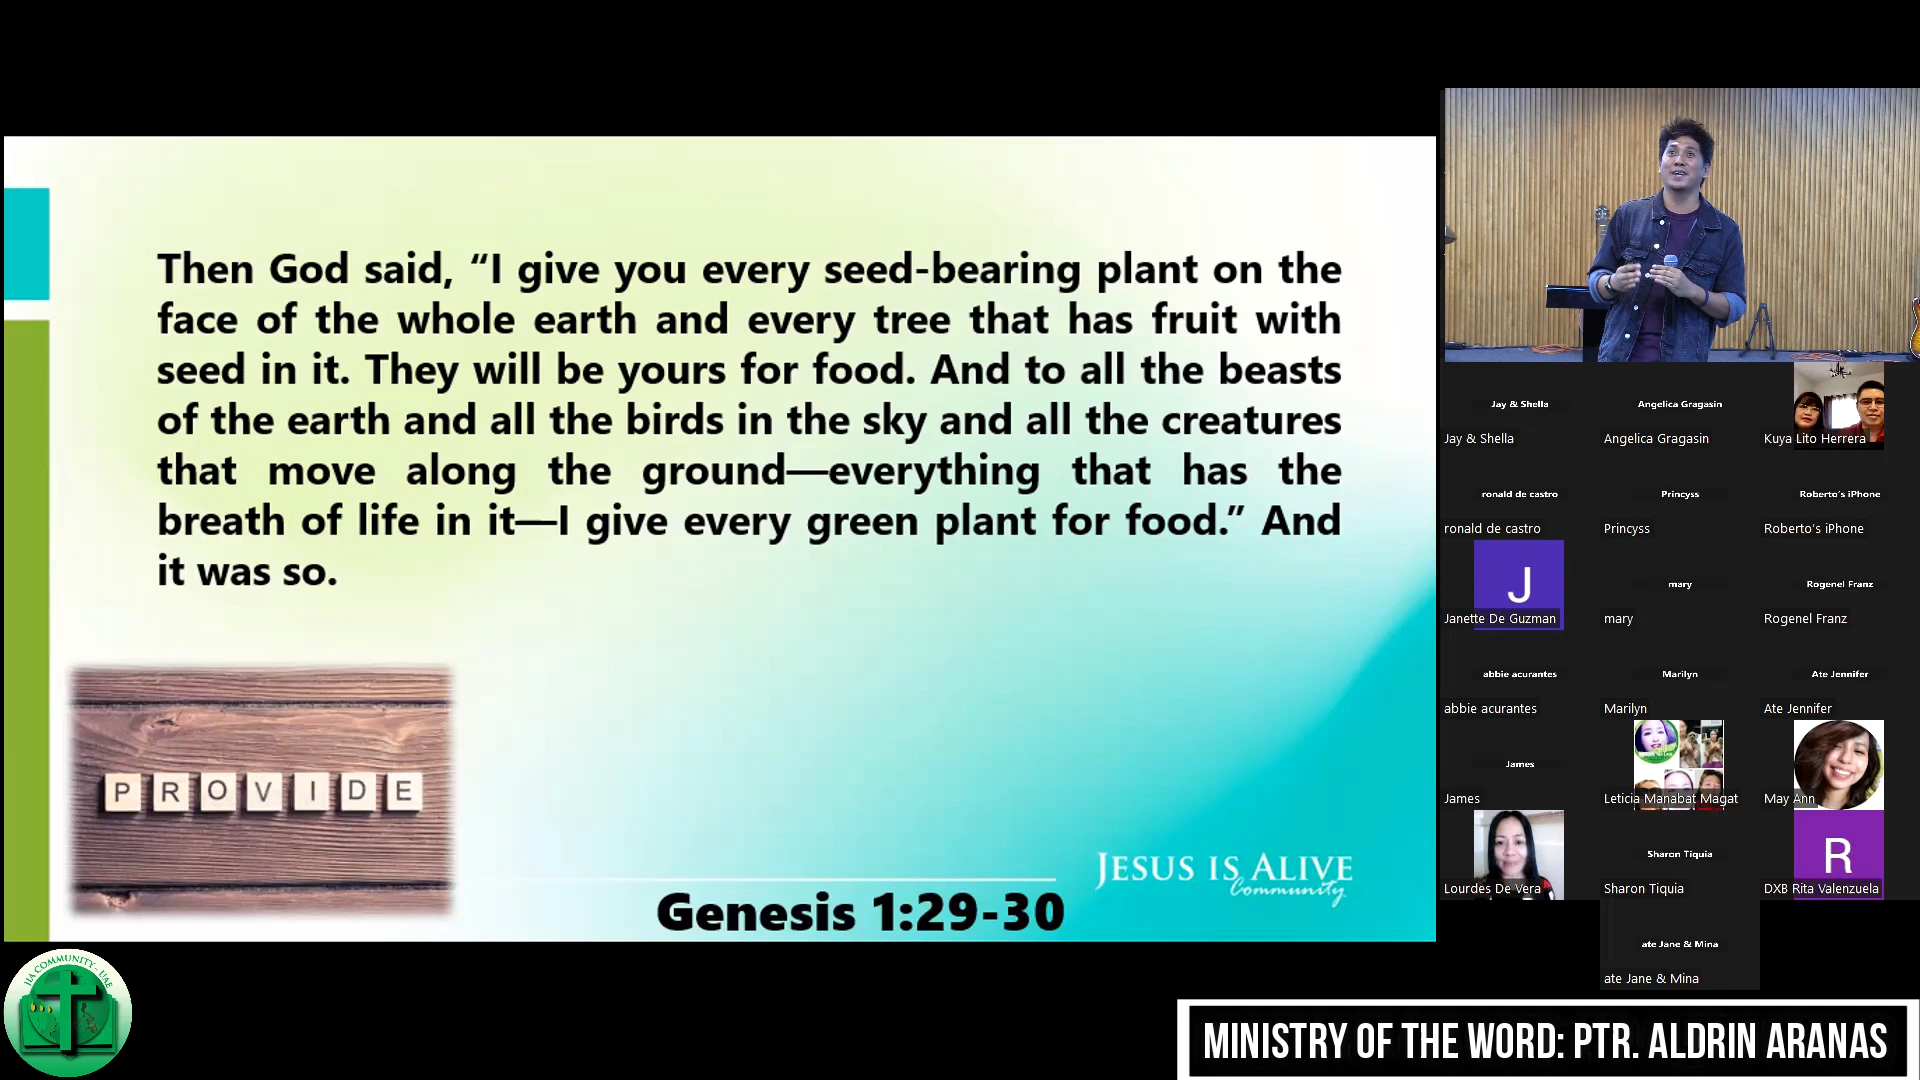 Then God said, “I give you every seed-bearing plant on the
face of the whole earth and every tree that has fruit with
seed in it. They will be yours for food. And to all the beasts
of the earth and all the birds in the sky and all the creatures
that move along the ground—everything that has the
breath of life in it—I give every green plant for food.” And
it was so.
PROVIDE
JESUS IS ALIVE
Community
Genesis 1:29-30
JIA COMMUNITY - UAE
Jay & Shella
Jay & Shella
Angelica Gragasin
Angelica Gragasin
Kuya Lito Herrera
ronald de castro
ronald de castro
Princyss
Princyss
Roberto's iPhone
Roberto's iPhone
J
Janette De Guzman
mary
mary
Rogenel Franz
Rogenel Franz
abbie acurantes
abbie acurantes
Marilyn
Marilyn
Ate Jennifer
Ate Jennifer
James
James
Leticia Manabat Magat
May Ann
Lourdes De Vera
Sharon Tiquia
Sharon Tiquia
R
DXB Rita Valenzuela
ate Jane & Mina
ate Jane & Mina
MINISTRY OF THE WORD: PTR. ALDRIN ARANAS